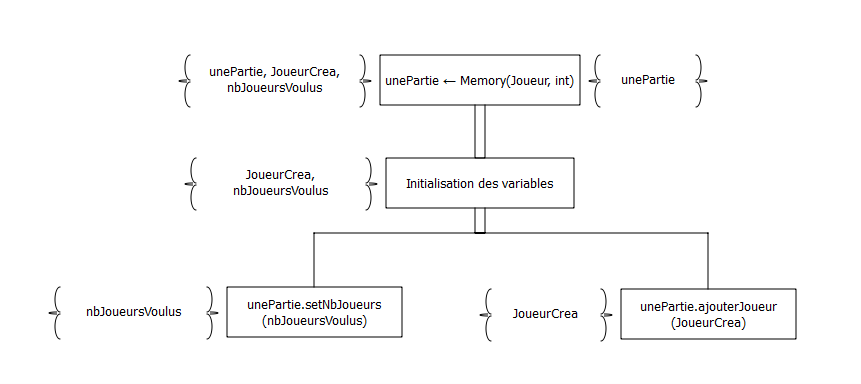 unePartie, JoueurCrea,
nbJoueursVoulus
unePartie ← Memory(Joueur, int)
unePartie
JoueurCrea,
nbJoueursVoulus
Initialisation des variables
nbJoueursVoulus
unePartie.setNbJoueurs
(nbJoueursVoulus)
JoueurCrea
unePartie.ajouterJoueur
(JoueurCrea)